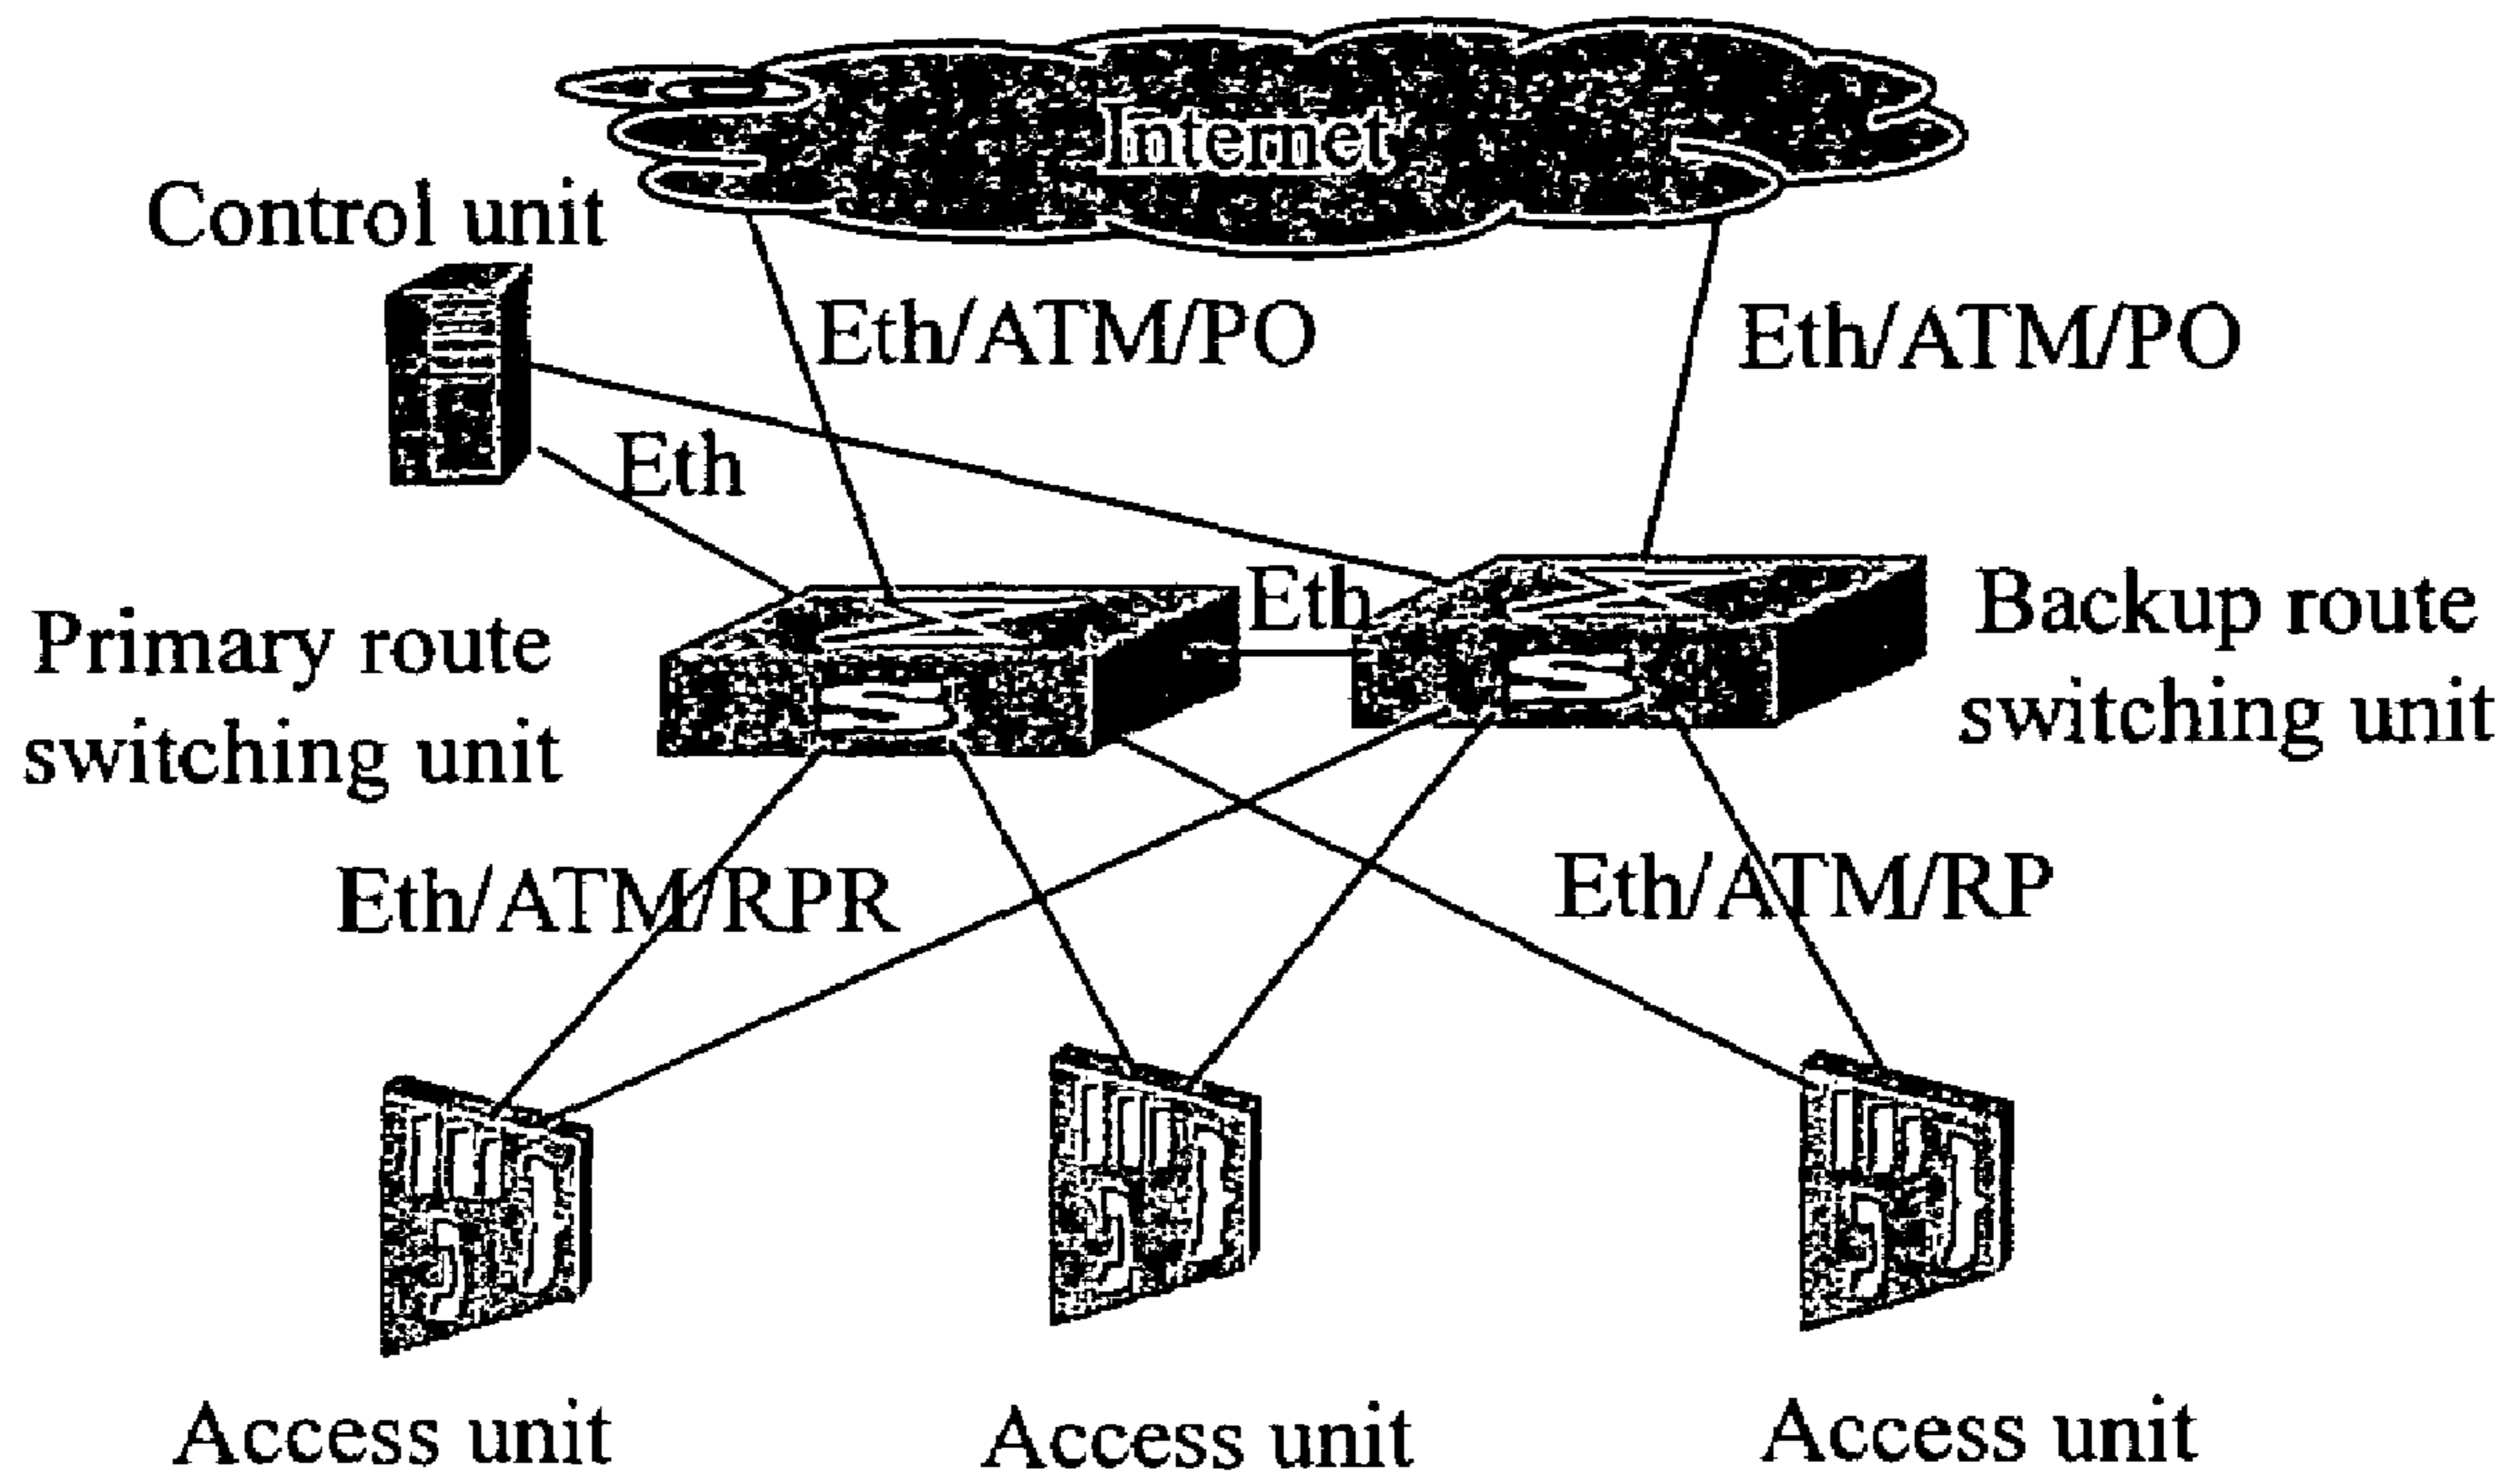 Internet
Control unit
Eth/ATM/PO
Eth/ATM/PO
Eth
Eth
Primary route
switching unit
Backup route
switching unit
Eth/ATM/RPR
Eth/ATM/RP
Access unit
Access unit
Access unit